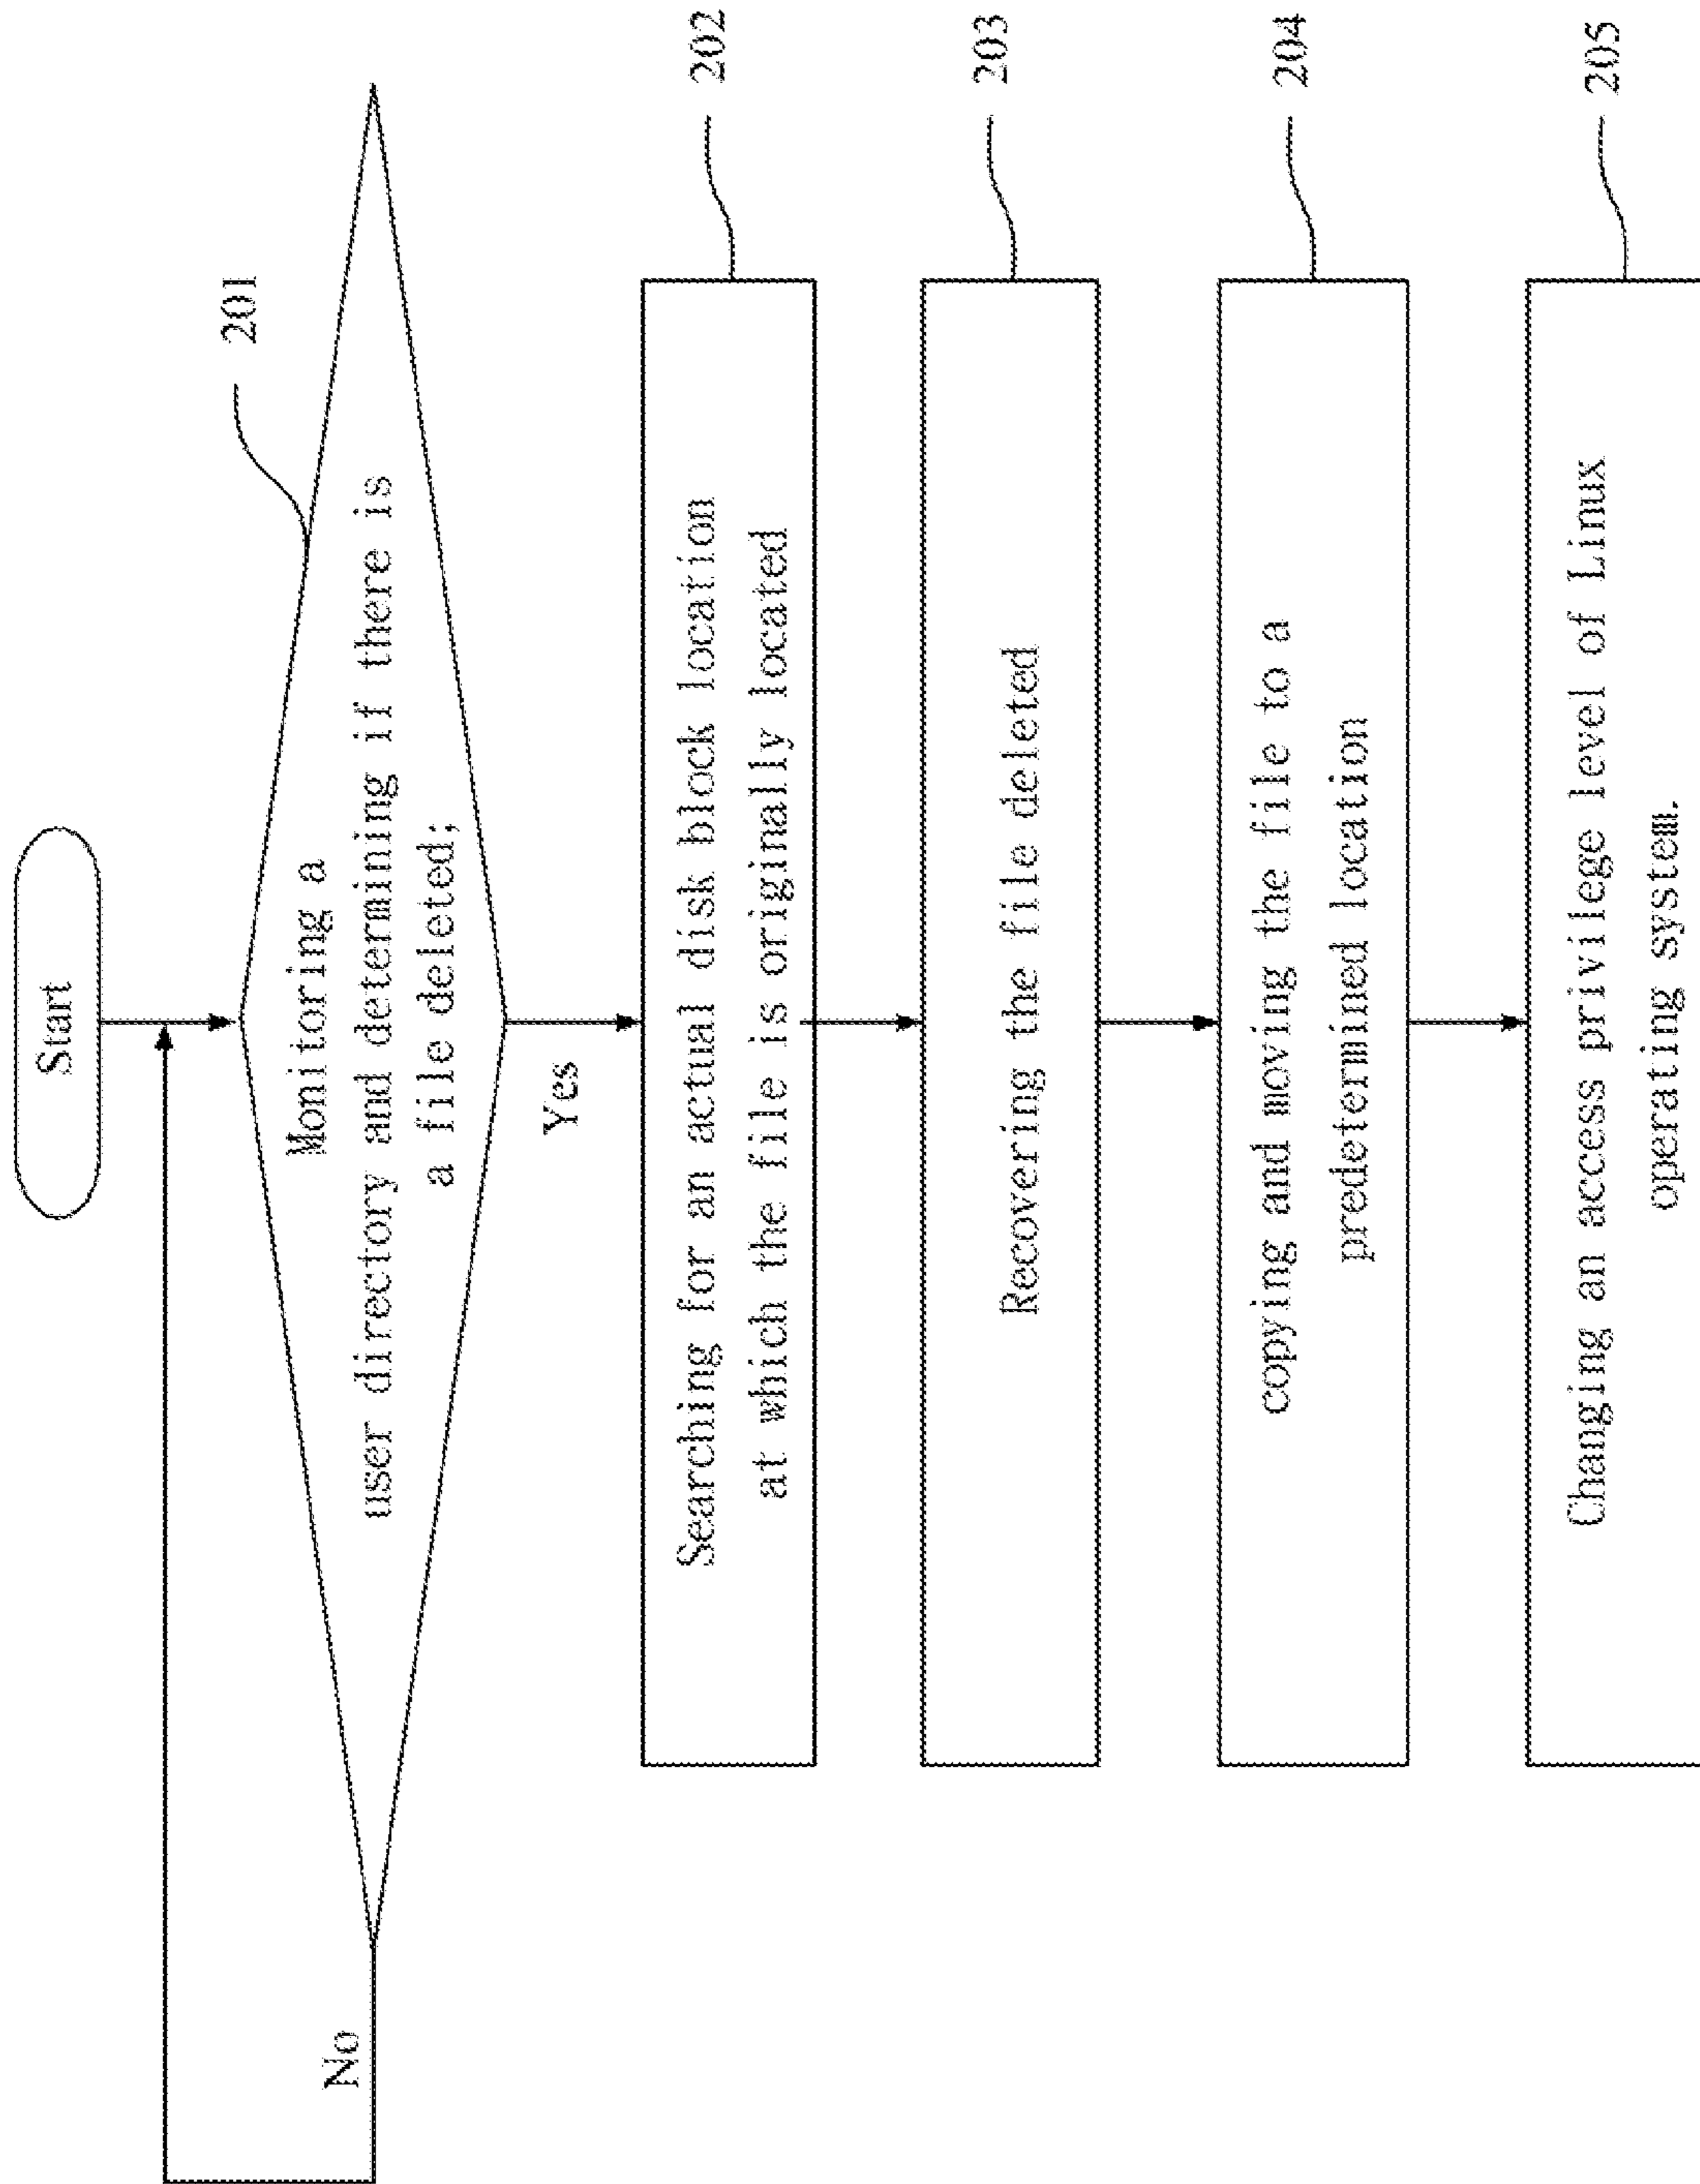 Start
201
Monitoring a
user directory and determining if there is
a file deleted;
No
Yes
202
Searching for an actual disk block location
at which the file is originally located
203
Recovering the file deleted
204
copying and moving the file to a
predetermined location
205
Changing an access privilege level of Linux
operating system.